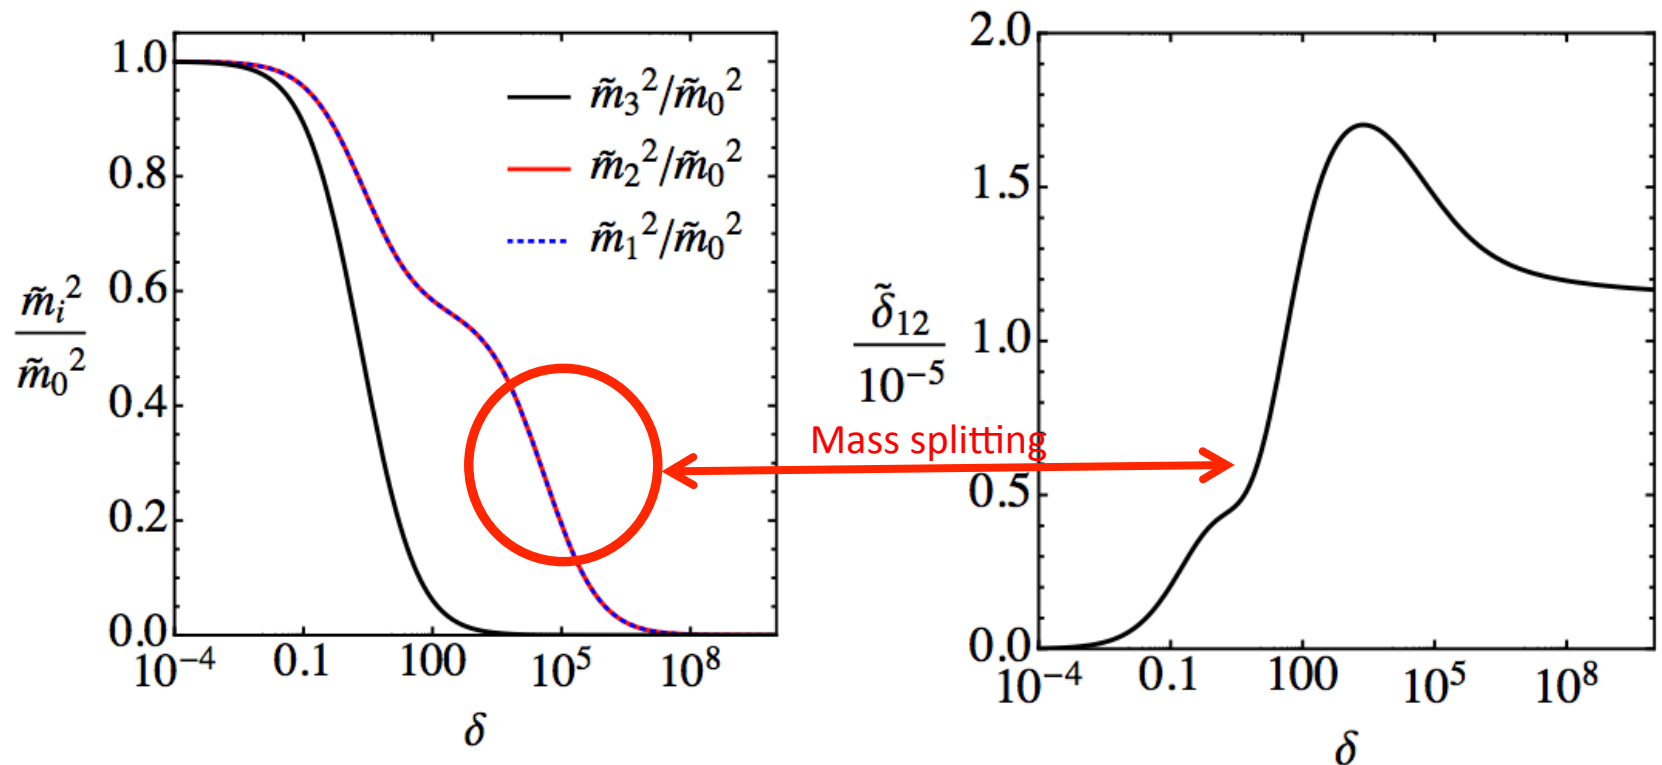 1.0
0.8
0.6
0.4
0.2
0.0
m̃ᵢ²/m̃₀²
m̃₃²/m̃₀²
m̃₂²/m̃₀²
m̃₁²/m̃₀²
10⁻⁴ 0.1 100 10⁵ 10⁸
δ
Mass splitting
2.0
1.5
1.0
0.5
0.0
δ̃₁₂/10⁻⁵
10⁻⁴ 0.1 100 10⁵ 10⁸
δ